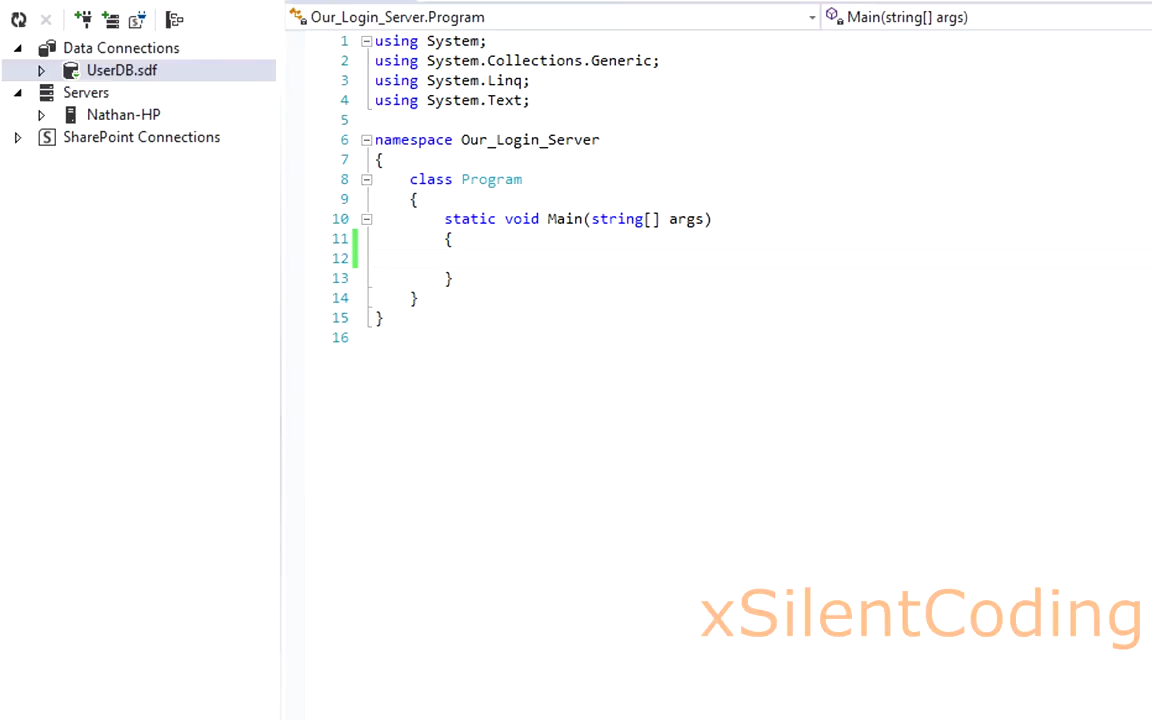 Data Connections
UserDB.sdf
Servers
Nathan-HP
SharePoint Connections
Our_Login_Server.Program
Main(string[] args)
1 using System;
2 using System.Collections.Generic;
3 using System.Linq;
4 using System.Text;
5
6 namespace Our_Login_Server
7 {
8 class Program
9 {
10 static void Main(string[] args)
11 {
12
13 }
14 }
15 }
16
xSilentCoding